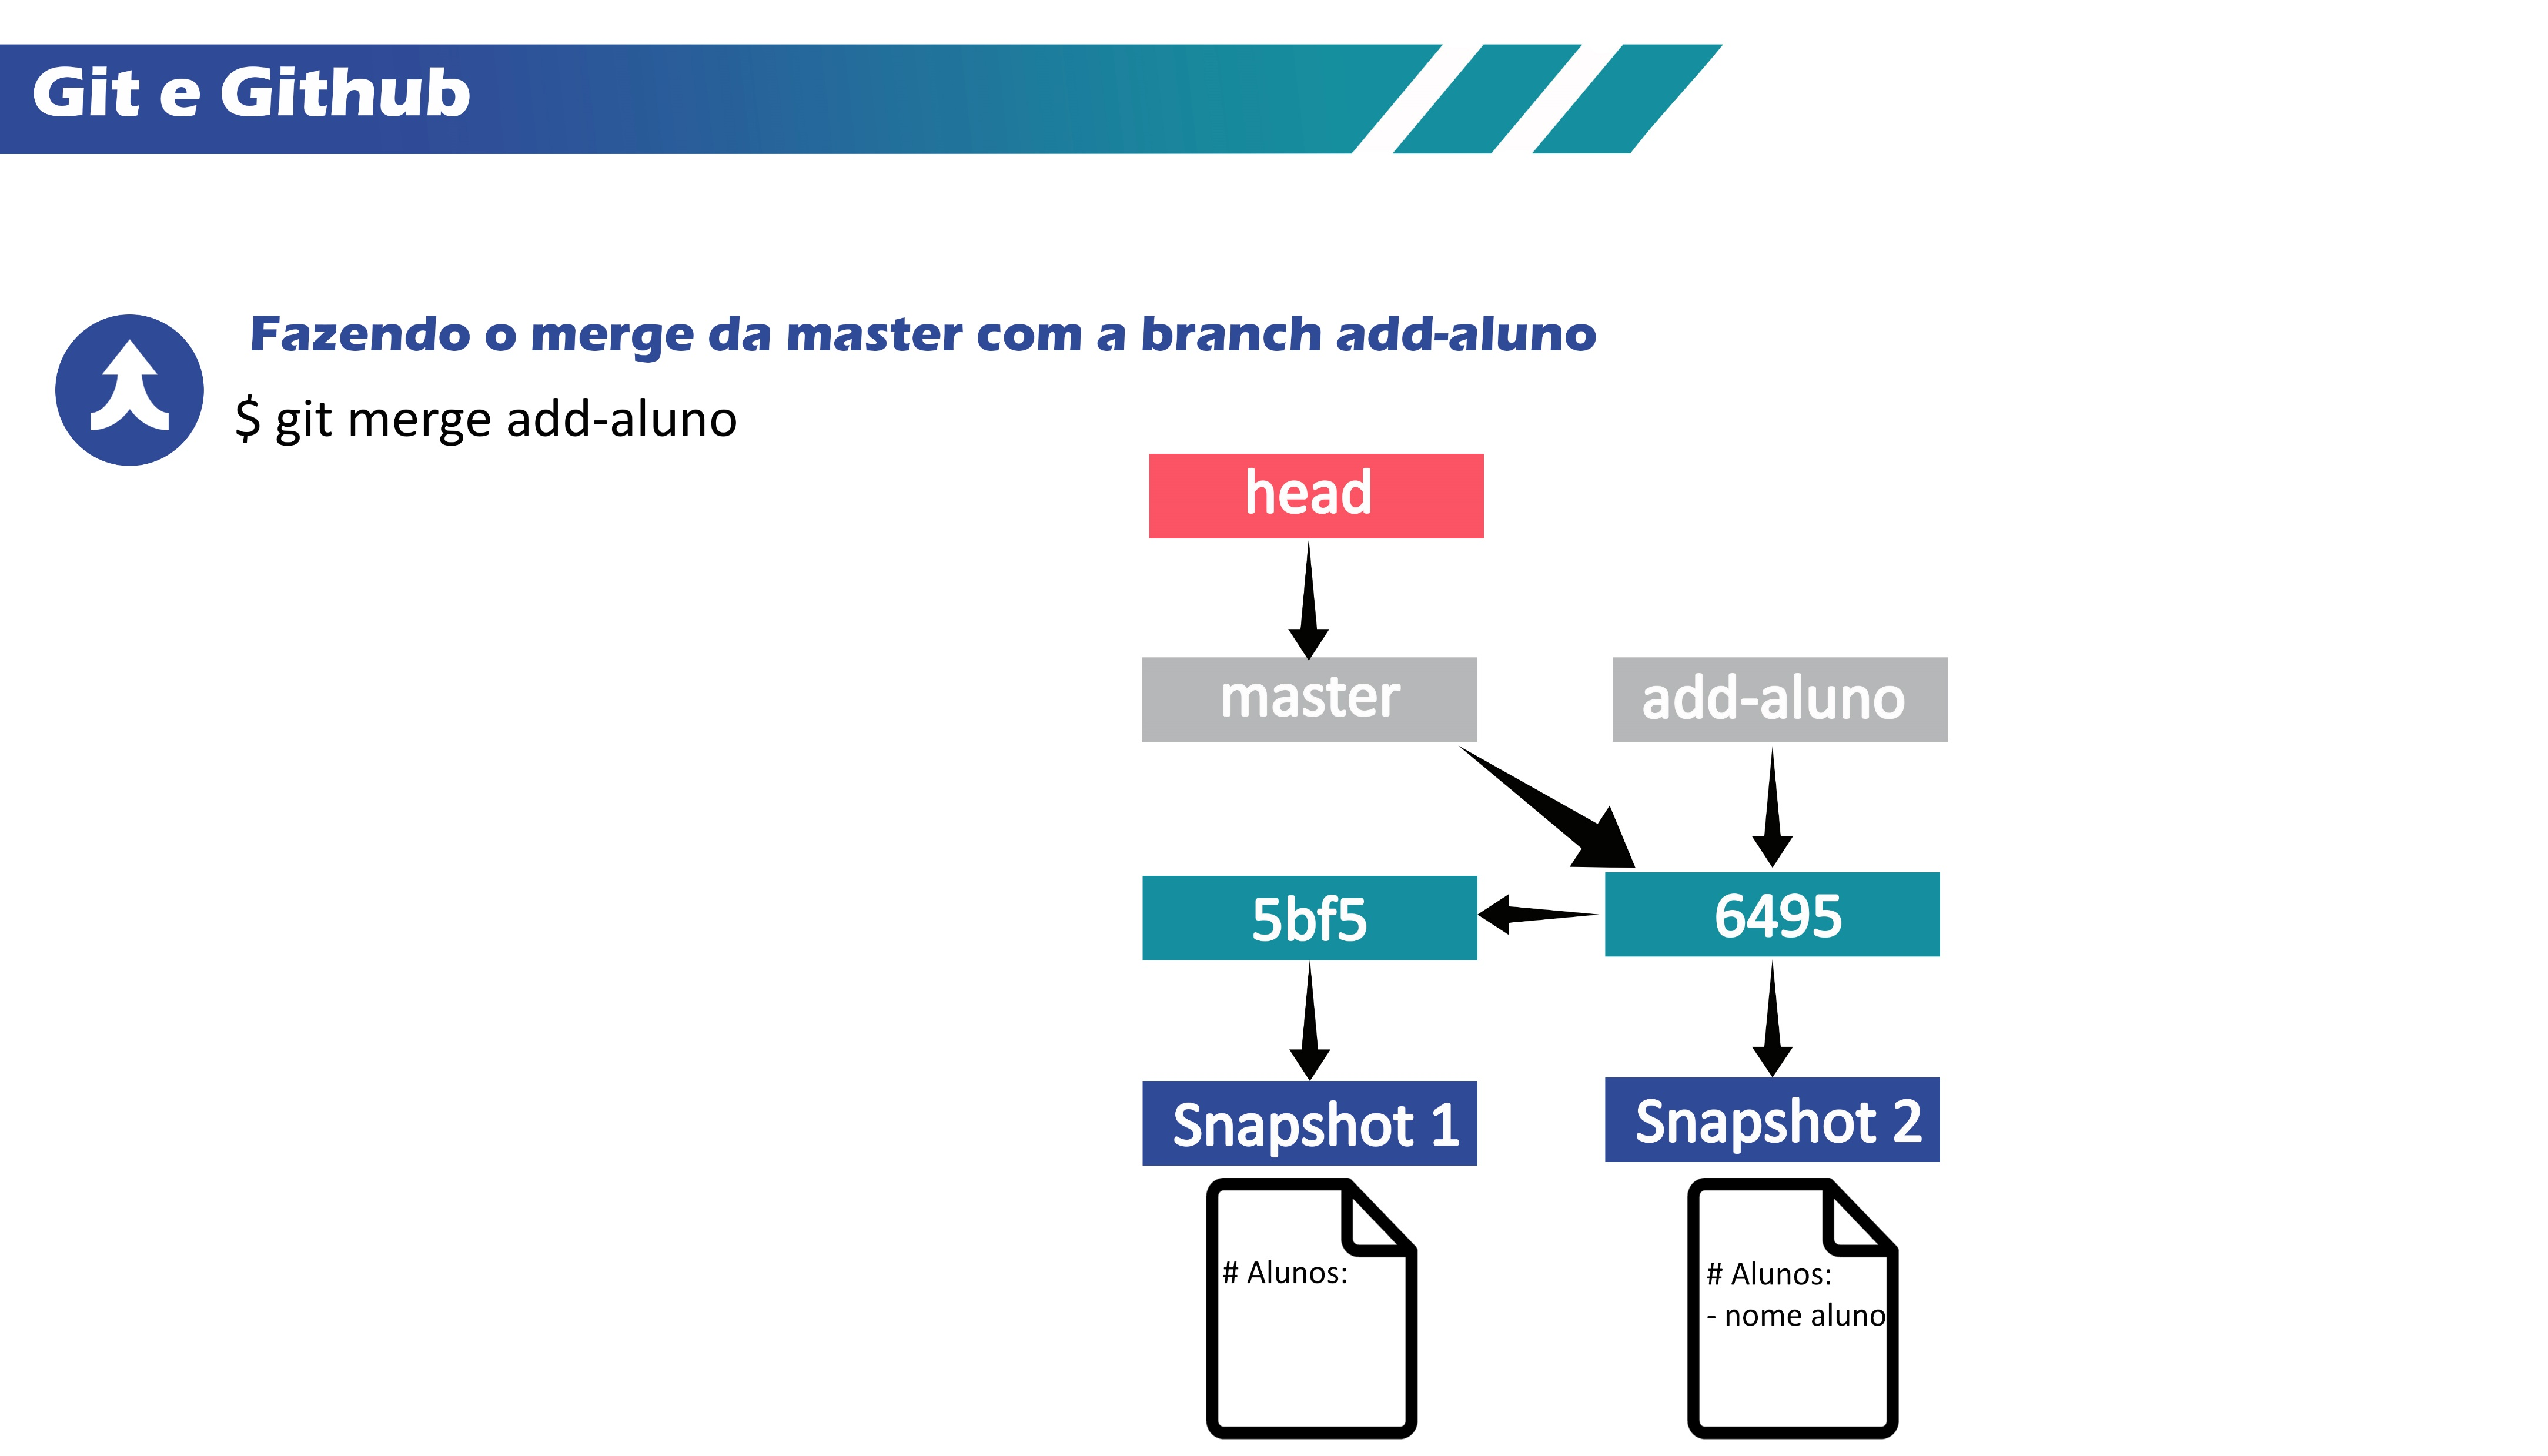 Git e Github
Fazendo o merge da master com a branch add-aluno
$ git merge add-aluno
head
master
add-aluno
5bf5
6495
Snapshot 1
Snapshot 2
# Alunos:
# Alunos:
- nome aluno